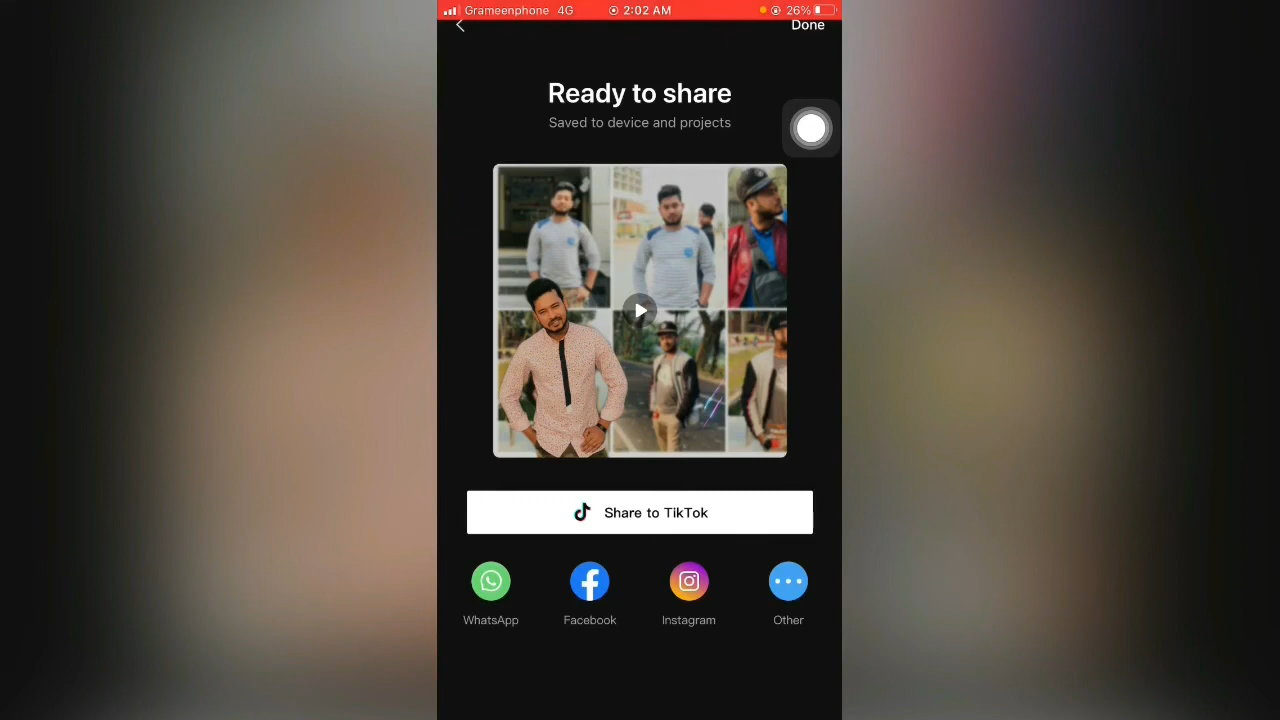 Grameenphone 4G 2:02 AM 26%
Done
Ready to share
Saved to device and projects
Share to TikTok
WhatsApp Facebook Instagram Other